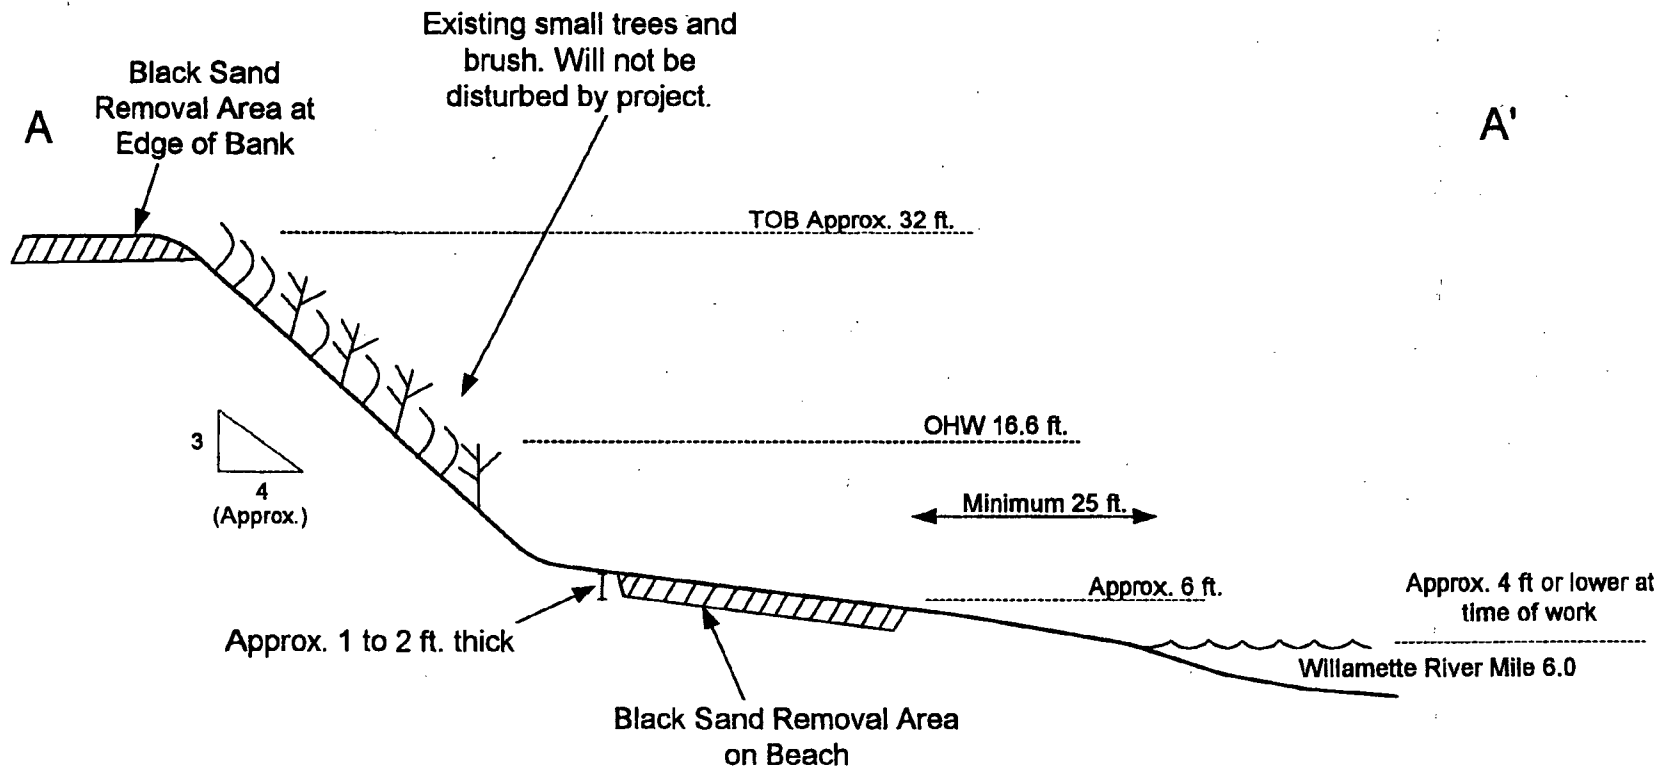 Existing small trees and
brush. Will not be
disturbed by project.
Black Sand
Removal Area at
Edge of Bank
A
A'
TOB Approx. 32 ft.
OHW 16.6 ft.
3
4
(Approx.)
Minimum 25 ft.
Approx. 6 ft.
Approx. 4 ft or lower at
time of work
Approx. 1 to 2 ft. thick
Willamette River Mile 6.0
Black Sand Removal Area
on Beach